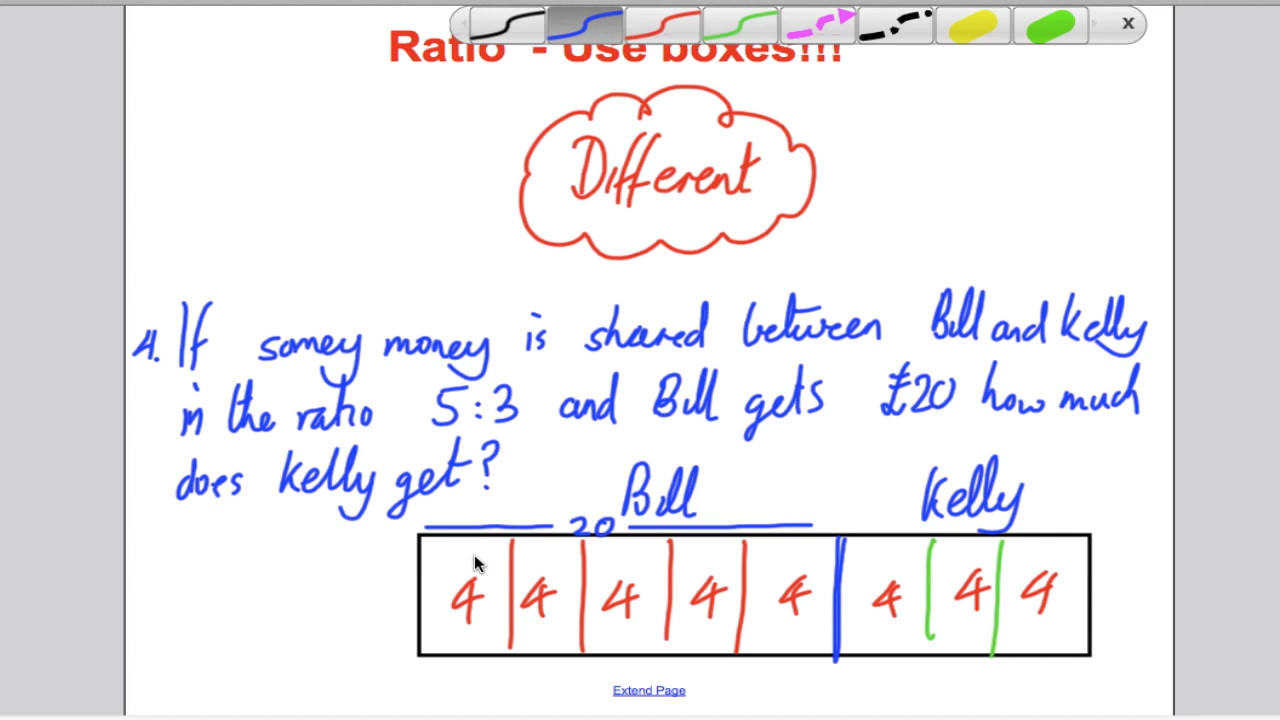 Ratio - Use boxes!!!
x
Different
4. If somey money is shared between Bill and Kelly
in the ratio 5:3 and Bill gets £20 how much
does Kelly get?
Bill Kelly
20
4 4 4 4 4 4 4 4
Extend Page